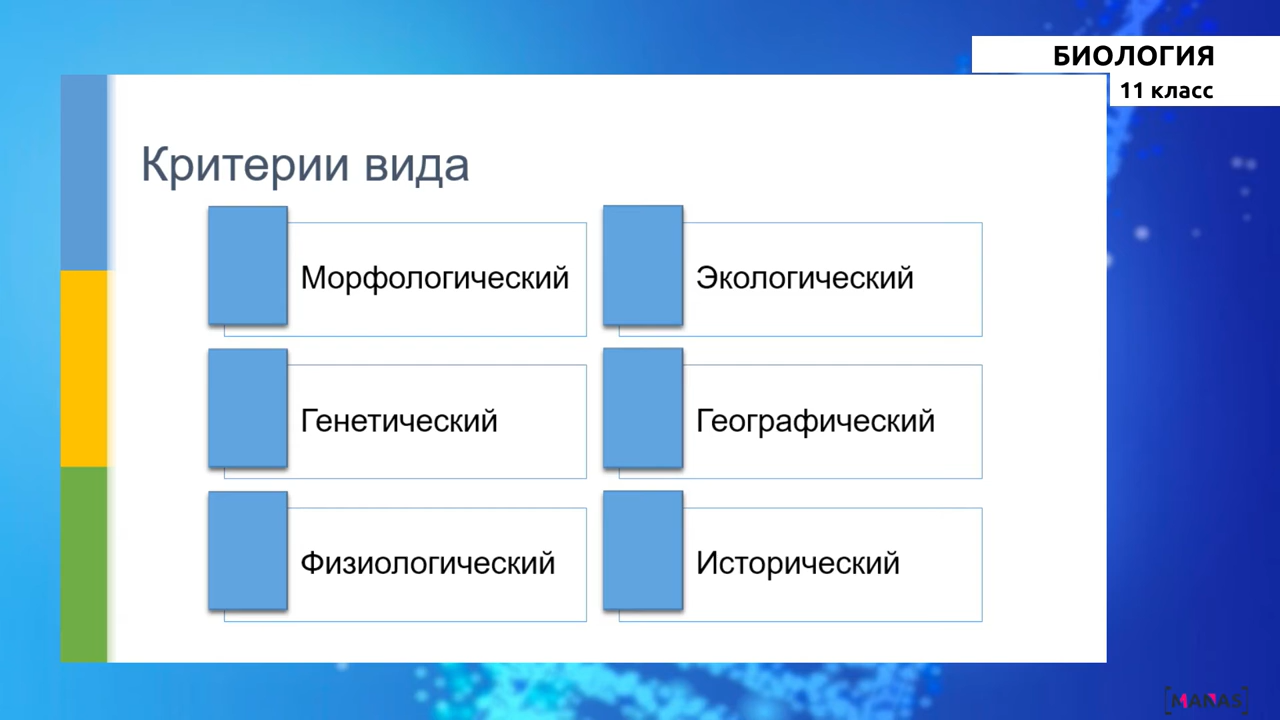 БИОЛОГИЯ
11 класс
Критерии вида
Морфологический
Экологический
Генетический
Географический
Физиологический
Исторический
[MANAS]